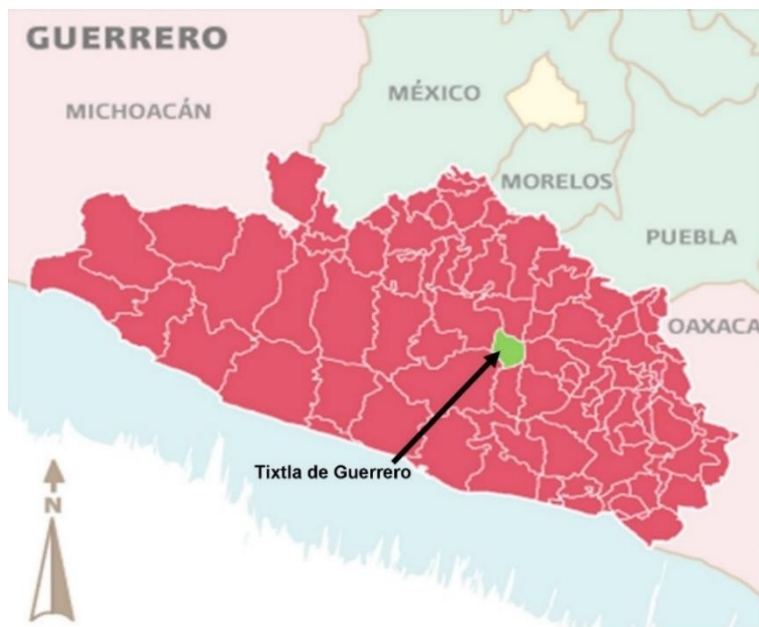 GUERRERO
MÉXICO
MICHOACÁN
MORELOS
PUEBLA
OAXACA
Tixtla de Guerrero
N